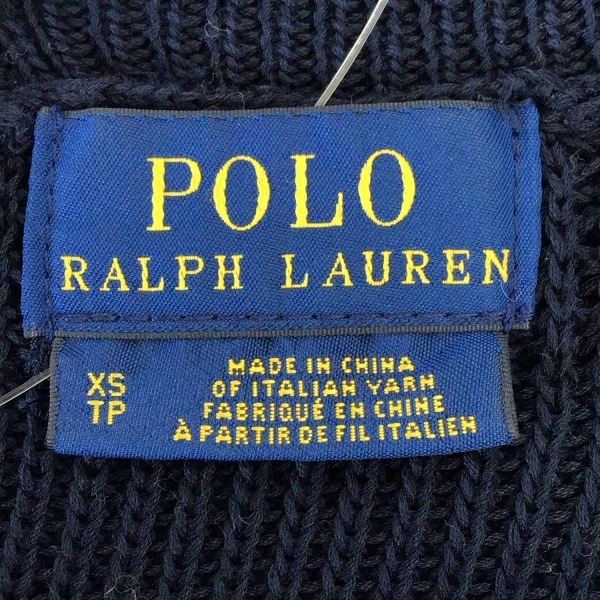 POLO
RALPH LAUREN
XS
TP
MADE IN CHINA
OF ITALIAN YARN
FABRIQUÉ EN CHINE
À PARTIR DE FIL ITALIEN